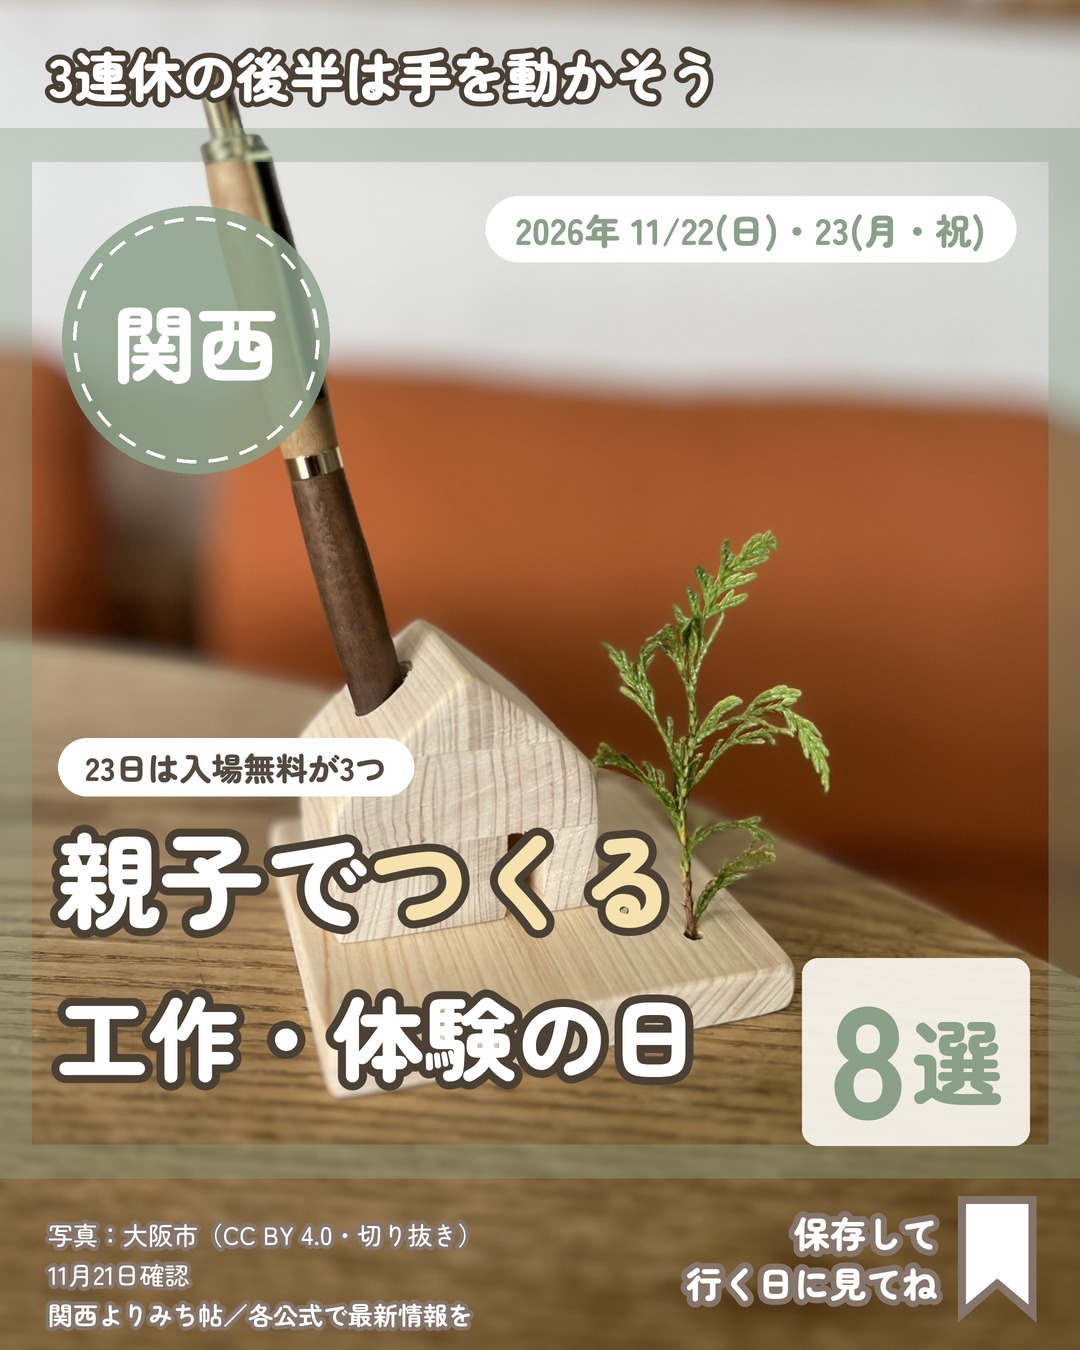 3連休の後半は手を動かそう
2026年 11/22(日)・23(月・祝)
関西
23日は入場無料が3つ
親子でつくる
工作・体験の日
8選
写真：大阪市（CC BY 4.0・切り抜き）
11月21日確認
関西よりみち帖／各公式で最新情報を
保存して
行く日に見てね